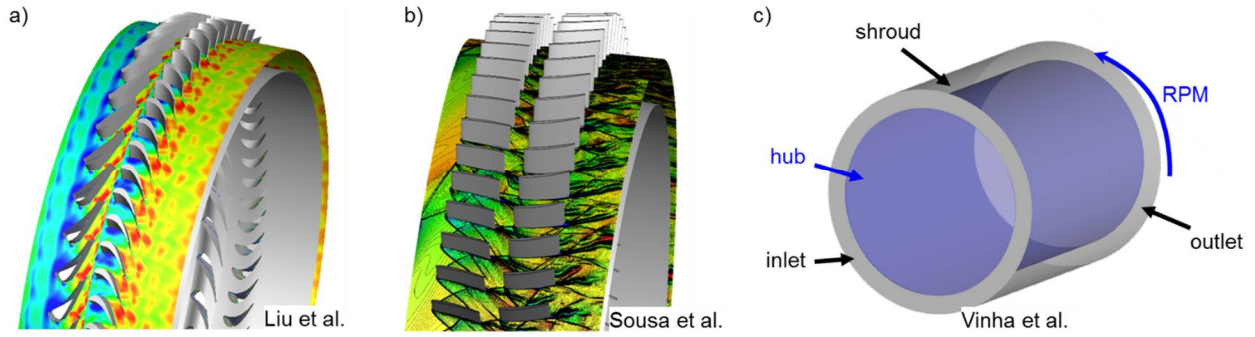 a)
b)
c)
shroud
RPM
hub
inlet
outlet
Liu et al.
Sousa et al.
Vinha et al.